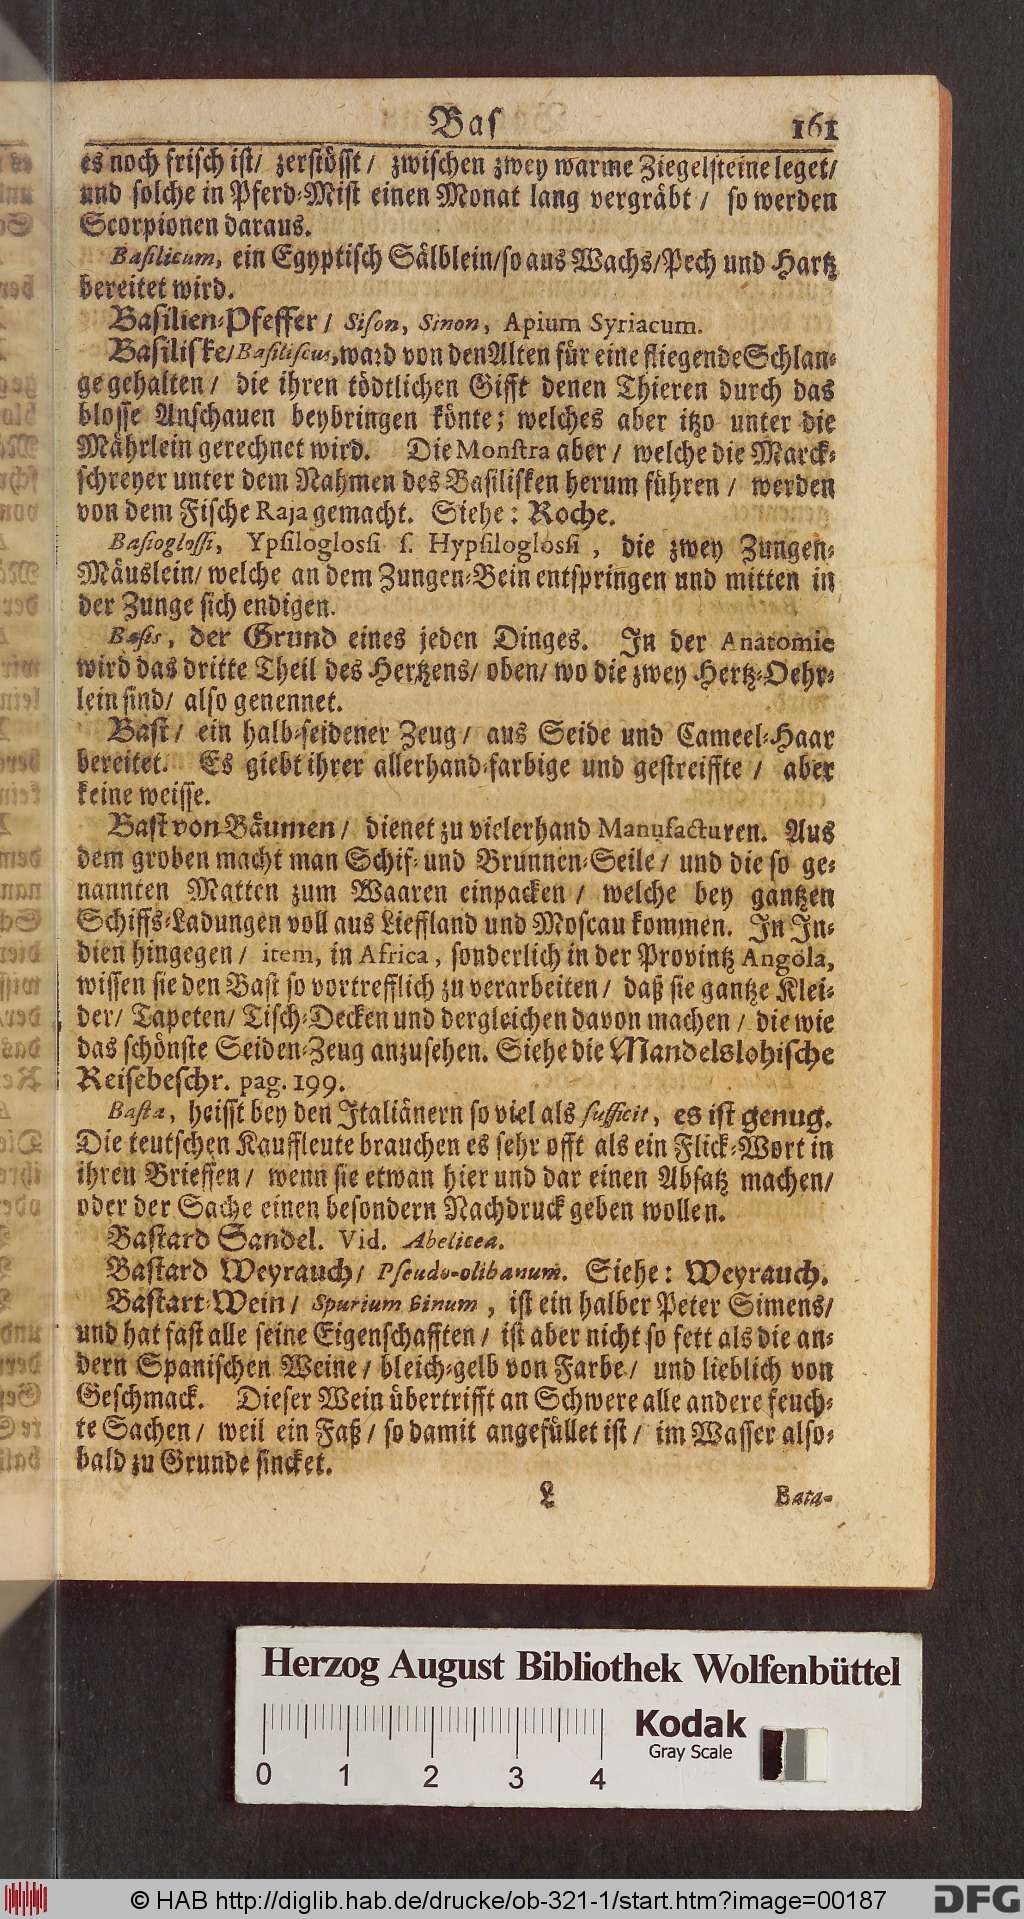 Bas 161
es noch frisch ist/ zerstösst/ zwischen zwey warme Ziegelsteine leget/
und solche in Pferd-Mist einen Monat lang vergräbt/ so werden
Scorpionen daraus.
Basilicum, ein Egyptisch Sälblein/ so aus Wachs/ Pech und Hartz
bereitet wird.
Basilien-Pfeffer/ Sison, Sinon, Apium Syriacum.
Basiliske/ Basiliscus, ward von den Alten für eine fliegende Schlan-
ge gehalten/ die ihren tödtlichen Gifft denen Thieren durch das
blosse Anschauen beybringen könte; welches aber itzo unter die
Mährlein gerechnet wird. Die Monstra aber/ welche die Marck-
schreyer unter dem Nahmen des Basilisken herum führen/ werden
von dem Fische Raja gemacht. Siehe: Roche.
Basioglossi, Ypsiloglossi s. Hypsiloglossi, die zwey Zungen-
Mäuslein/ welche an dem Zungen-Bein entspringen und mitten in
der Zunge sich endigen.
Basis, der Grund eines jeden Dinges. In der Anatomie
wird das dritte Theil des Hertzens/ oben/ wo die zwey Hertz-Oehr-
lein sind/ also genennet.
Bast/ ein halb-seidener Zeug/ aus Seide und Cameel-Haar
bereitet. Es giebt ihrer allerhand-farbige und gestreiffte/ aber
keine weisse.
Bast von Bäumen/ dienet zu vielerhand Manufacturen. Aus
dem groben macht man Schif- und Brunnen-Seile/ und die so ge-
nannten Matten zum Waaren einpacken/ welche bey gantzen
Schiffs-Ladungen voll aus Lieffland und Moscau kommen. In In-
dien hingegen/ item, in Africa, sonderlich in der Provintz Angola,
wissen sie den Bast so vortrefflich zu verarbeiten/ daß sie gantze Klei-
der/ Tapeten/ Tisch-Decken und dergleichen davon machen/ die wie
das schönste Seiden-Zeug anzusehen. Siehe die Mandelslohische
Reisebeschr. pag. 199.
Basta, heisst bey den Italiänern so viel als sufficit, es ist genug.
Die teutschen Kauffleute brauchen es sehr offt als ein Flick-Wort in
ihren Brieffen/ wenn sie etwan hier und dar einen Absatz machen/
oder der Sache einen besondern Nachdruck geben wollen.
Bastard Sandel. Vid. Abelicea.
Bastard Weyrauch/ Pseudo-olibanum. Siehe: Weyrauch.
Bastart-Wein/ Spurium vinum, ist ein halber Peter Simens/
und hat fast alle seine Eigenschafften/ ist aber nicht so fett als die an-
dern Spanischen Weine/ bleich-gelb von Farbe/ und lieblich von
Geschmack. Dieser Wein übertrifft an Schwere alle andere feuch-
te Sachen/ weil ein Faß/ so damit angefüllet ist/ im Wasser also-
bald zu Grunde sincket.
L Bata-
Herzog August Bibliothek Wolfenbüttel
Kodak
Gray Scale
0 1 2 3 4
© HAB http://diglib.hab.de/drucke/ob-321-1/start.htm?image=00187
DFG